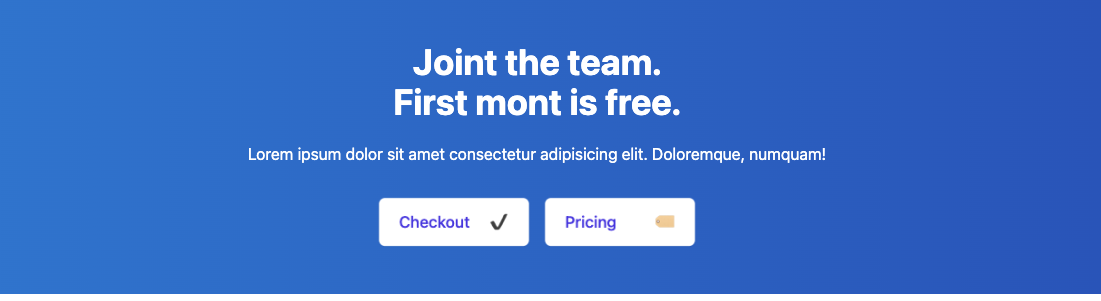 Joint the team.
First mont is free.
Lorem ipsum dolor sit amet consectetur adipisicing elit. Doloremque, numquam!
Checkout ✔
Pricing 🏷